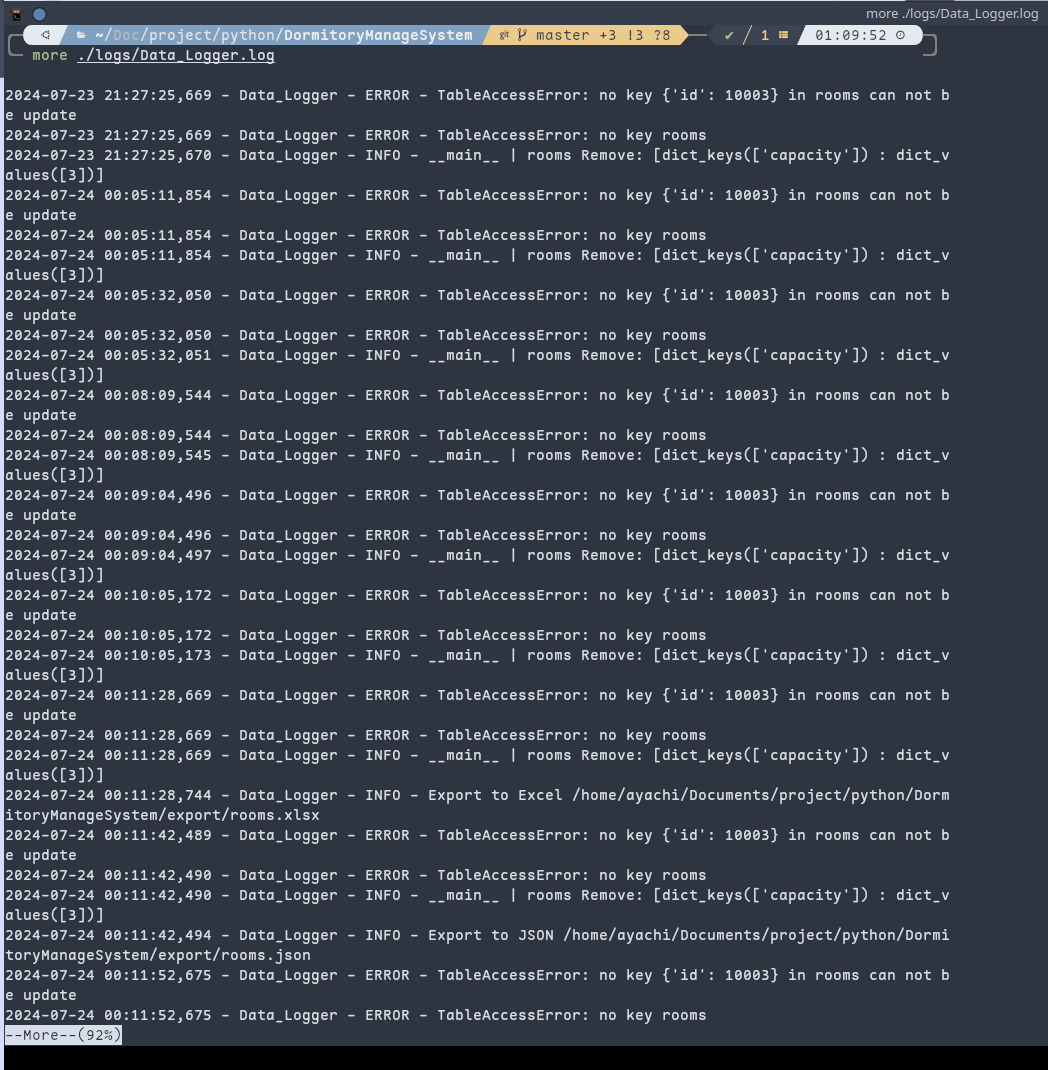 more ./logs/Data_Logger.log
~/Doc/project/python/DormitoryManageSystem master +3 !3 ?8 ✔ 1 01:09:52
more ./logs/Data_Logger.log
2024-07-23 21:27:25,669 - Data_Logger - ERROR - TableAccessError: no key {'id': 10003} in rooms can not b
e update
2024-07-23 21:27:25,669 - Data_Logger - ERROR - TableAccessError: no key rooms
2024-07-23 21:27:25,670 - Data_Logger - INFO - __main__ | rooms Remove: [dict_keys(['capacity']) : dict_v
alues([3])]
2024-07-24 00:05:11,854 - Data_Logger - ERROR - TableAccessError: no key {'id': 10003} in rooms can not b
e update
2024-07-24 00:05:11,854 - Data_Logger - ERROR - TableAccessError: no key rooms
2024-07-24 00:05:11,854 - Data_Logger - INFO - __main__ | rooms Remove: [dict_keys(['capacity']) : dict_v
alues([3])]
2024-07-24 00:05:32,050 - Data_Logger - ERROR - TableAccessError: no key {'id': 10003} in rooms can not b
e update
2024-07-24 00:05:32,050 - Data_Logger - ERROR - TableAccessError: no key rooms
2024-07-24 00:05:32,051 - Data_Logger - INFO - __main__ | rooms Remove: [dict_keys(['capacity']) : dict_v
alues([3])]
2024-07-24 00:08:09,544 - Data_Logger - ERROR - TableAccessError: no key {'id': 10003} in rooms can not b
e update
2024-07-24 00:08:09,544 - Data_Logger - ERROR - TableAccessError: no key rooms
2024-07-24 00:08:09,545 - Data_Logger - INFO - __main__ | rooms Remove: [dict_keys(['capacity']) : dict_v
alues([3])]
2024-07-24 00:09:04,496 - Data_Logger - ERROR - TableAccessError: no key {'id': 10003} in rooms can not b
e update
2024-07-24 00:09:04,496 - Data_Logger - ERROR - TableAccessError: no key rooms
2024-07-24 00:09:04,497 - Data_Logger - INFO - __main__ | rooms Remove: [dict_keys(['capacity']) : dict_v
alues([3])]
2024-07-24 00:10:05,172 - Data_Logger - ERROR - TableAccessError: no key {'id': 10003} in rooms can not b
e update
2024-07-24 00:10:05,172 - Data_Logger - ERROR - TableAccessError: no key rooms
2024-07-24 00:10:05,173 - Data_Logger - INFO - __main__ | rooms Remove: [dict_keys(['capacity']) : dict_v
alues([3])]
2024-07-24 00:11:28,669 - Data_Logger - ERROR - TableAccessError: no key {'id': 10003} in rooms can not b
e update
2024-07-24 00:11:28,669 - Data_Logger - ERROR - TableAccessError: no key rooms
2024-07-24 00:11:28,669 - Data_Logger - INFO - __main__ | rooms Remove: [dict_keys(['capacity']) : dict_v
alues([3])]
2024-07-24 00:11:28,744 - Data_Logger - INFO - Export to Excel /home/ayachi/Documents/project/python/Dorm
itoryManageSystem/export/rooms.xlsx
2024-07-24 00:11:42,489 - Data_Logger - ERROR - TableAccessError: no key {'id': 10003} in rooms can not b
e update
2024-07-24 00:11:42,490 - Data_Logger - ERROR - TableAccessError: no key rooms
2024-07-24 00:11:42,490 - Data_Logger - INFO - __main__ | rooms Remove: [dict_keys(['capacity']) : dict_v
alues([3])]
2024-07-24 00:11:42,494 - Data_Logger - INFO - Export to JSON /home/ayachi/Documents/project/python/Dormi
toryManageSystem/export/rooms.json
2024-07-24 00:11:52,675 - Data_Logger - ERROR - TableAccessError: no key {'id': 10003} in rooms can not b
e update
2024-07-24 00:11:52,675 - Data_Logger - ERROR - TableAccessError: no key rooms
--More--(92%)